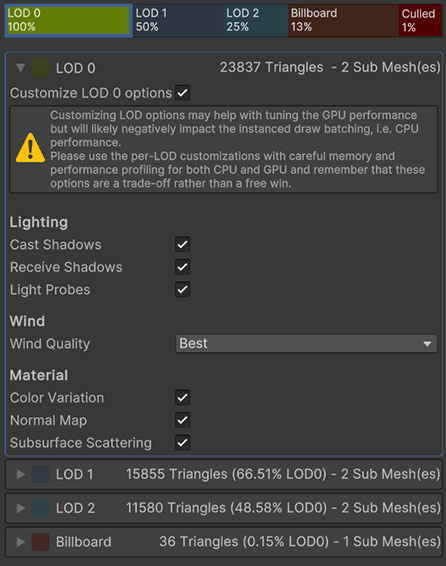 LOD 0
100%
LOD 1
50%
LOD 2
25%
Billboard
13%
Culled
1%
LOD 0 23837 Triangles - 2 Sub Mesh(es)
Customize LOD 0 options
Customizing LOD options may help with tuning the GPU performance
but will likely negatively impact the instanced draw batching, i.e. CPU
performance.
Please use the per-LOD customizations with careful memory and
performance profiling for both CPU and GPU and remember that these
options are a trade-off rather than a free win.
Lighting
Cast Shadows
Receive Shadows
Light Probes
Wind
Wind Quality Best
Material
Color Variation
Normal Map
Subsurface Scattering
LOD 1 15855 Triangles (66.51% LOD0) - 2 Sub Mesh(es)
LOD 2 11580 Triangles (48.58% LOD0) - 2 Sub Mesh(es)
Billboard 36 Triangles (0.15% LOD0) - 1 Sub Mesh(es)